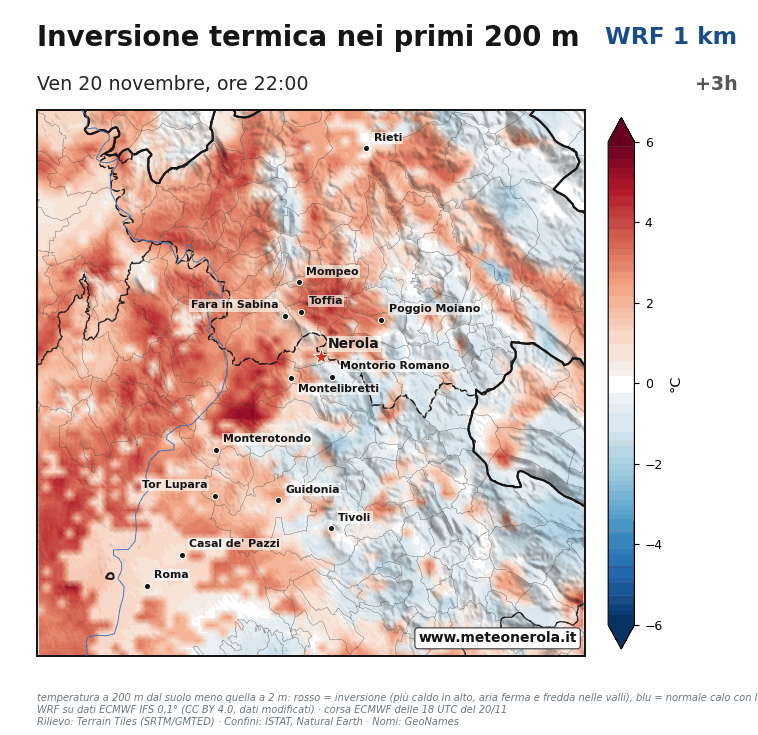 Inversione termica nei primi 200 m WRF 1 km
Ven 20 novembre, ore 22:00 +3h
Rieti
Mompeo
Fara in Sabina
Toffia
Poggio Moiano
Nerola
Montorio Romano
Montelibretti
Monterotondo
Tor Lupara
Guidonia
Tivoli
Casal de' Pazzi
Roma
www.meteonerola.it
6
4
2
0
−2
−4
−6
°C
temperatura a 200 m dal suolo meno quella a 2 m: rosso = inversione (più caldo in alto, aria ferma e fredda nelle valli), blu = normale calo con l
WRF su dati ECMWF IFS 0,1° (CC BY 4.0, dati modificati) · corsa ECMWF delle 18 UTC del 20/11
Rilievo: Terrain Tiles (SRTM/GMTED) · Confini: ISTAT, Natural Earth · Nomi: GeoNames